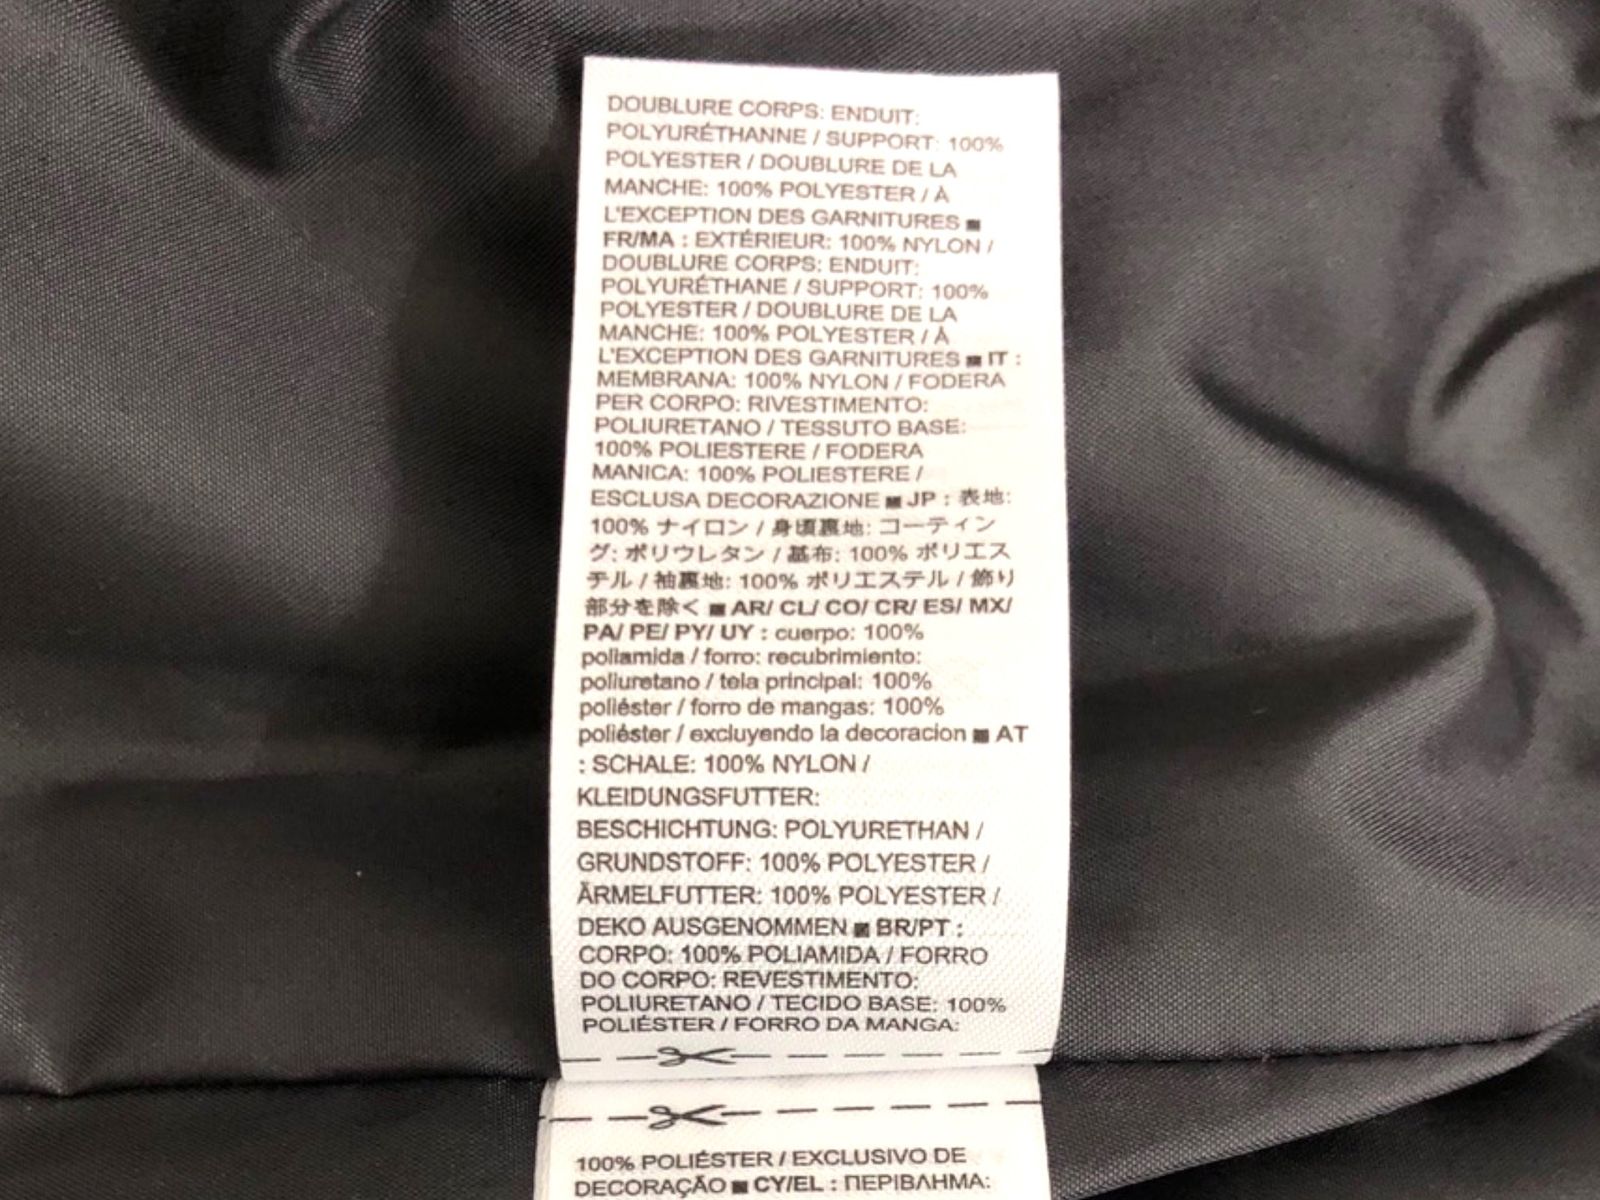 DOUBLURE CORPS: ENDUIT:
POLYURÉTHANNE / SUPPORT: 100%
POLYESTER / DOUBLURE DE LA
MANCHE: 100% POLYESTER / À
L'EXCEPTION DES GARNITURES ■
FR/MA : EXTÉRIEUR: 100% NYLON /
DOUBLURE CORPS: ENDUIT:
POLYURÉTHANE / SUPPORT: 100%
POLYESTER / DOUBLURE DE LA
MANCHE: 100% POLYESTER / À
L'EXCEPTION DES GARNITURES ■ IT :
MEMBRANA: 100% NYLON / FODERA
PER CORPO: RIVESTIMENTO:
POLIURETANO / TESSUTO BASE:
100% POLIESTERE / FODERA
MANICA: 100% POLIESTERE /
ESCLUSA DECORAZIONE ■ JP : 表地:
100% ナイロン / 身頃裏地: コーティン
グ: ポリウレタン / 基布: 100% ポリエス
テル / 袖裏地: 100% ポリエステル / 飾り
部分を除く ■ AR/ CL/ CO/ CR/ ES/ MX/
PA/ PE/ PY/ UY : cuerpo: 100%
poliamida / forro: recubrimiento:
poliuretano / tela principal: 100%
poliéster / forro de mangas: 100%
poliéster / excluyendo la decoracion ■ AT
: SCHALE: 100% NYLON /
KLEIDUNGSFUTTER:
BESCHICHTUNG: POLYURETHAN /
GRUNDSTOFF: 100% POLYESTER /
ÄRMELFUTTER: 100% POLYESTER /
DEKO AUSGENOMMEN ■ BR/PT :
CORPO: 100% POLIAMIDA / FORRO
DO CORPO: REVESTIMENTO:
POLIURETANO / TECIDO BASE: 100%
POLIÉSTER / FORRO DA MANGA:
100% POLIÉSTER / EXCLUSIVO DE
DECORAÇÃO ■ CY/EL : ΠΕΡΙΒΛΗΜΑ: